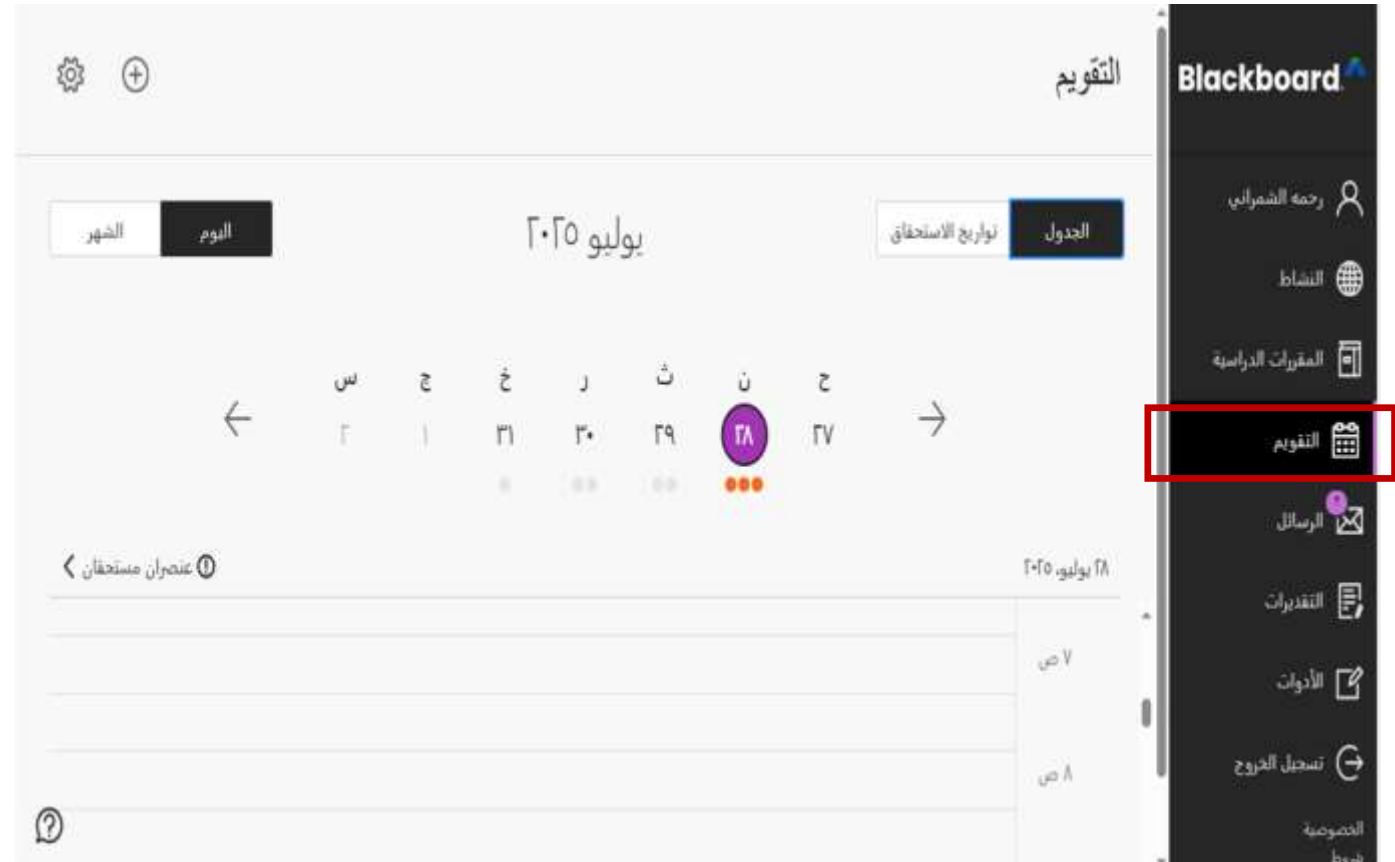 Blackboard
رحمه الشمراني
النشاط
المقررات الدراسية
التقويم
الرسائل
التقديرات
الأدوات
تسجيل الخروج
الخصوصية
التقويم
الجدول
تواريخ الاستحقاق
يوليو ٢٠٢٥
اليوم
الشهر
ح ن ث ر خ ج س
٢٧ ٢٨ ٢٩ ٣٠ ٣١ ١ ٢
٢٨ يوليو، ٢٠٢٥
عنصران مستحقان
٧ ص
٨ ص